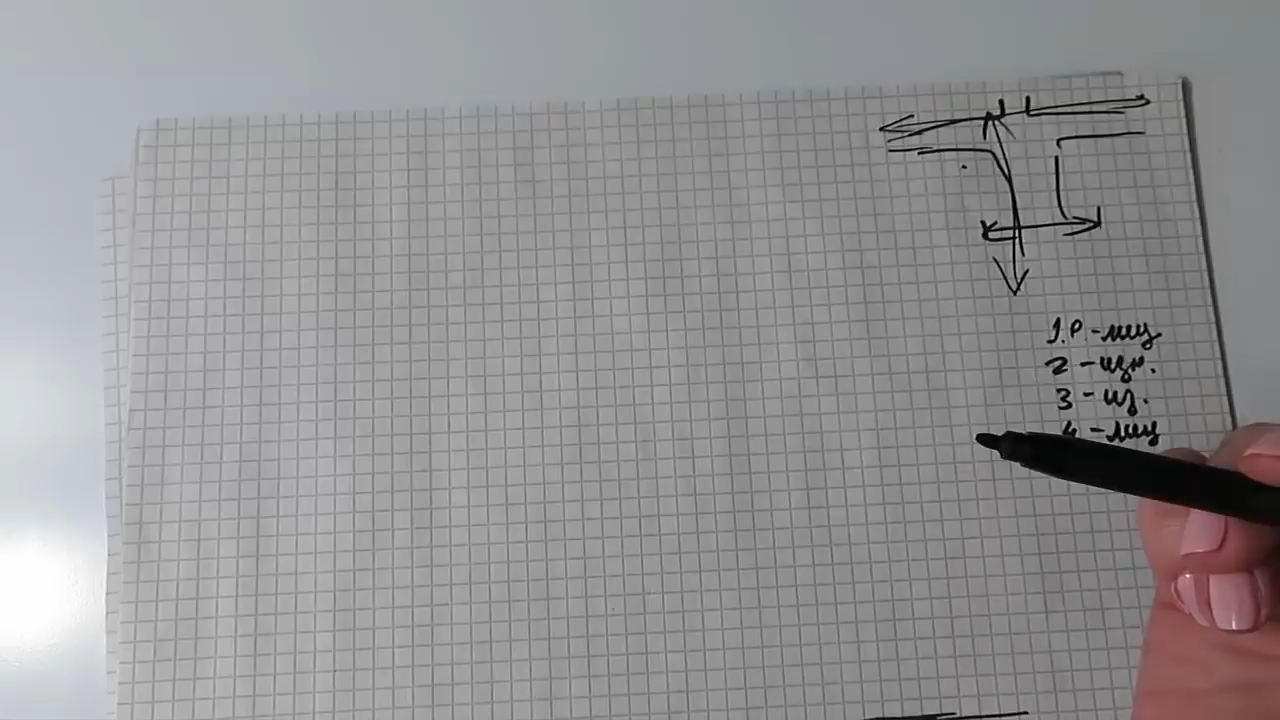 1.р. - лиц
2 - изн.
3 - из.
4 - лиц